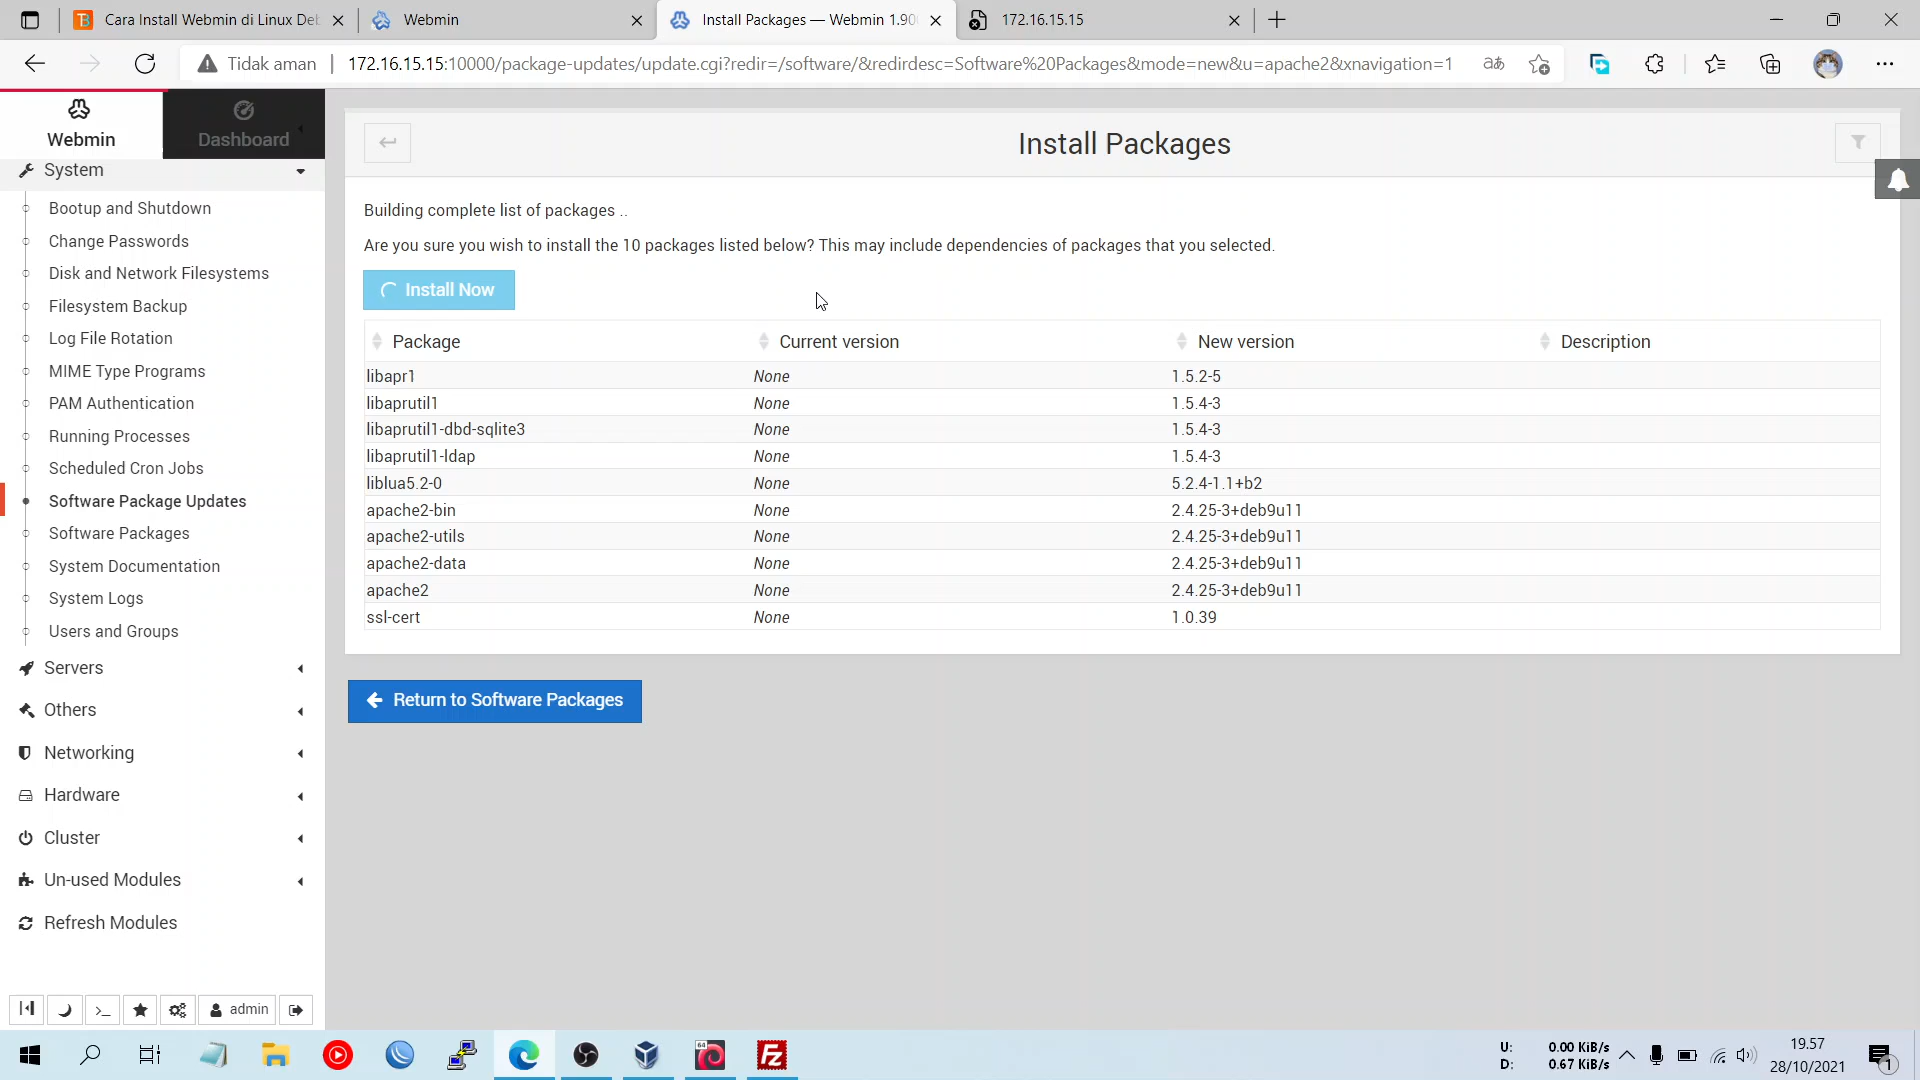 Cara Install Webmin di Linux Deb
Webmin
Install Packages — Webmin 1.90
172.16.15.15
Tidak aman
172.16.15.15:10000/package-updates/update.cgi?redir=/software/&redirdesc=Software%20Packages&mode=new&u=apache2&xnavigation=1
Webmin
Dashboard
System
Bootup and Shutdown
Change Passwords
Disk and Network Filesystems
Filesystem Backup
Log File Rotation
MIME Type Programs
PAM Authentication
Running Processes
Scheduled Cron Jobs
Software Package Updates
Software Packages
System Documentation
System Logs
Users and Groups
Servers
Others
Networking
Hardware
Cluster
Un-used Modules
Refresh Modules
admin
Install Packages
Building complete list of packages ..
Are you sure you wish to install the 10 packages listed below? This may include dependencies of packages that you selected.
Install Now
Package Current version New version Description
libapr1 None 1.5.2-5
libaprutil1 None 1.5.4-3
libaprutil1-dbd-sqlite3 None 1.5.4-3
libaprutil1-ldap None 1.5.4-3
liblua5.2-0 None 5.2.4-1.1+b2
apache2-bin None 2.4.25-3+deb9u11
apache2-utils None 2.4.25-3+deb9u11
apache2-data None 2.4.25-3+deb9u11
apache2 None 2.4.25-3+deb9u11
ssl-cert None 1.0.39
Return to Software Packages
U: 0.00 KiB/s
D: 0.67 KiB/s
19.57
28/10/2021
1